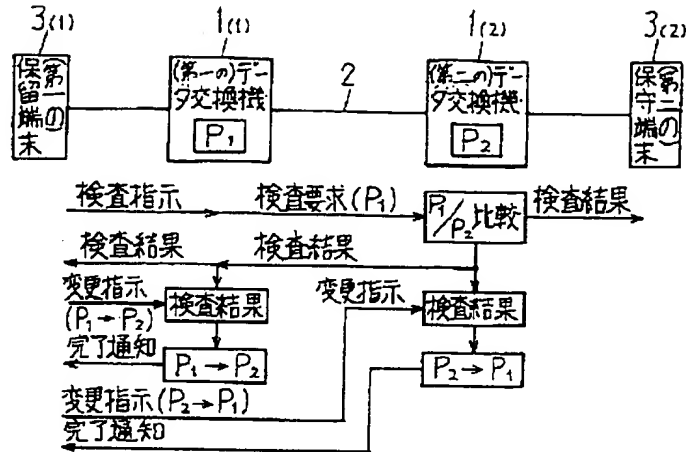 3(1)
1(1)
1(2)
3(2)
(第一の)
保留端末
(第一の)デー
タ交換機
P1
2
(第二の)デー
タ交換機
P2
(第二の)
保守端末
検査指示
検査要求(P1)
P1/P2 比較
検査結果
検査結果
検査結果
変更指示
(P1→P2)
検査結果
変更指示
検査結果
完了通知
P1→P2
P2→P1
変更指示(P2→P1)
完了通知